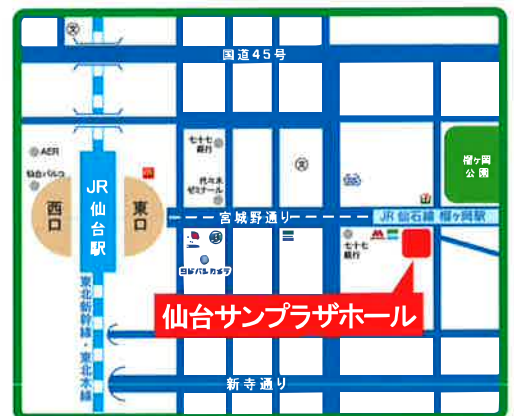 文
国道45号
AER
仙台パルコ
七十七
銀行
代々木
ゼミナール
文
榴ヶ岡
公園
西口
JR
仙台
駅
東口
宮城野通り
JR 仙石線 榴ヶ岡駅
ヨドバシカメラ
七十七
銀行
仙台サンプラザホール
東北新幹線・東北本線
新寺通り